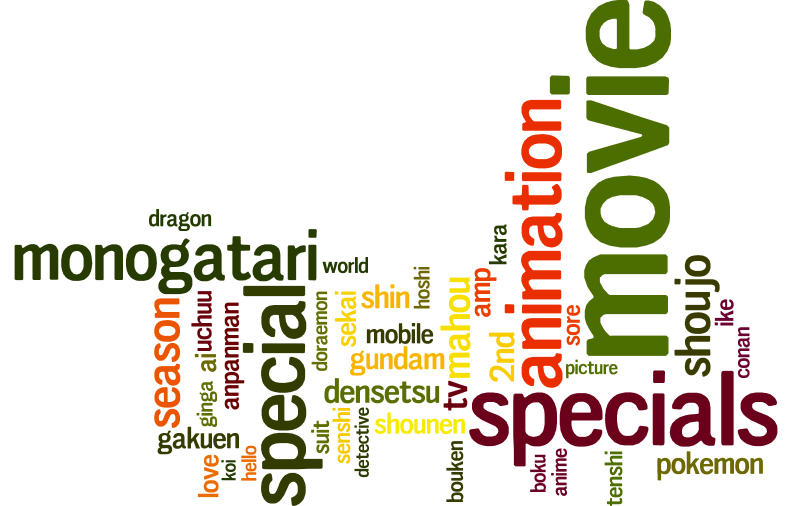 movie
animation
dragon
monogatari
world
kara
hoshi
shoujo
amp
shin
sekai
doraemon
mahou
special
season
uchuu
anpanman
ai
ginga
mobile
gundam
2nd
sore
ike
conan
picture
densetsu
tv
specials
shounen
senshi
suit
detective
gakuen
love
koi
hello
bouken
boku
anime
tenshi
pokemon